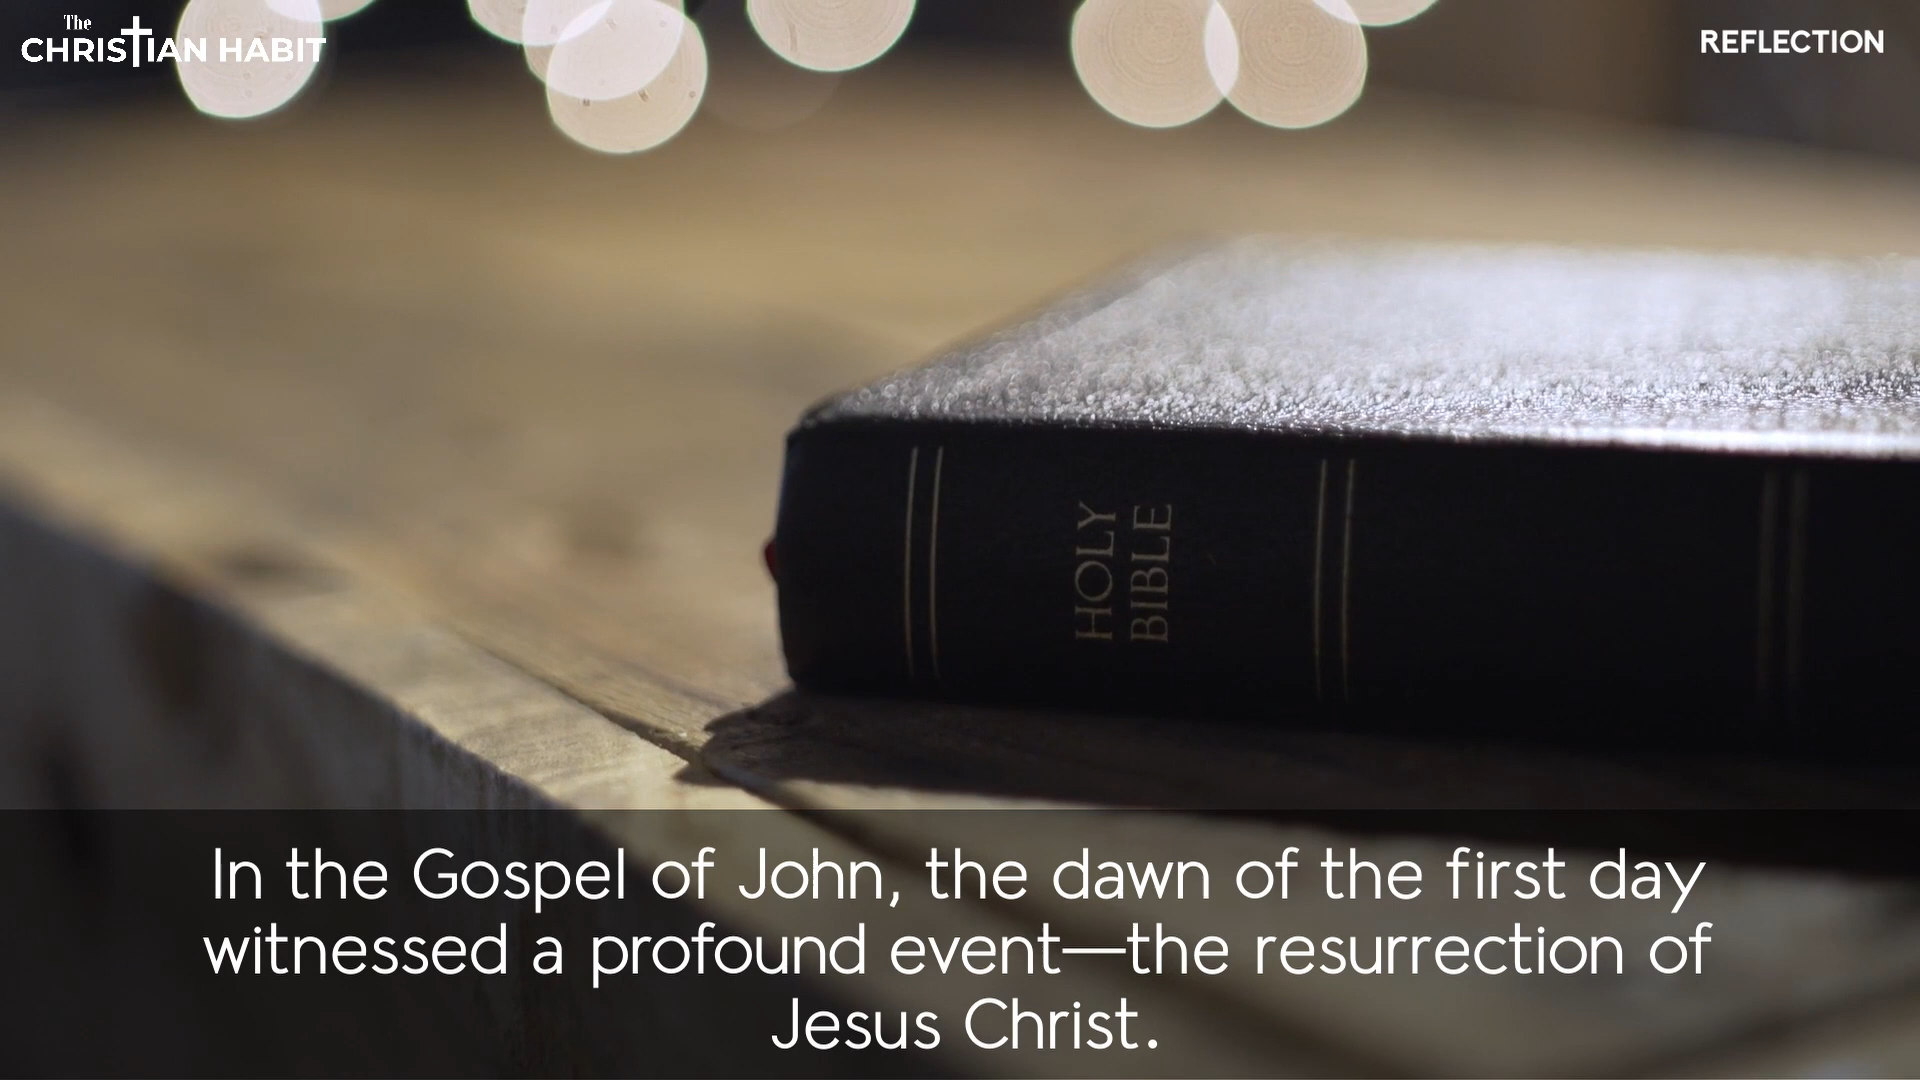 The
CHRISTIAN HABIT
REFLECTION
HOLY
BIBLE
In the Gospel of John, the dawn of the first day
witnessed a profound event—the resurrection of
Jesus Christ.